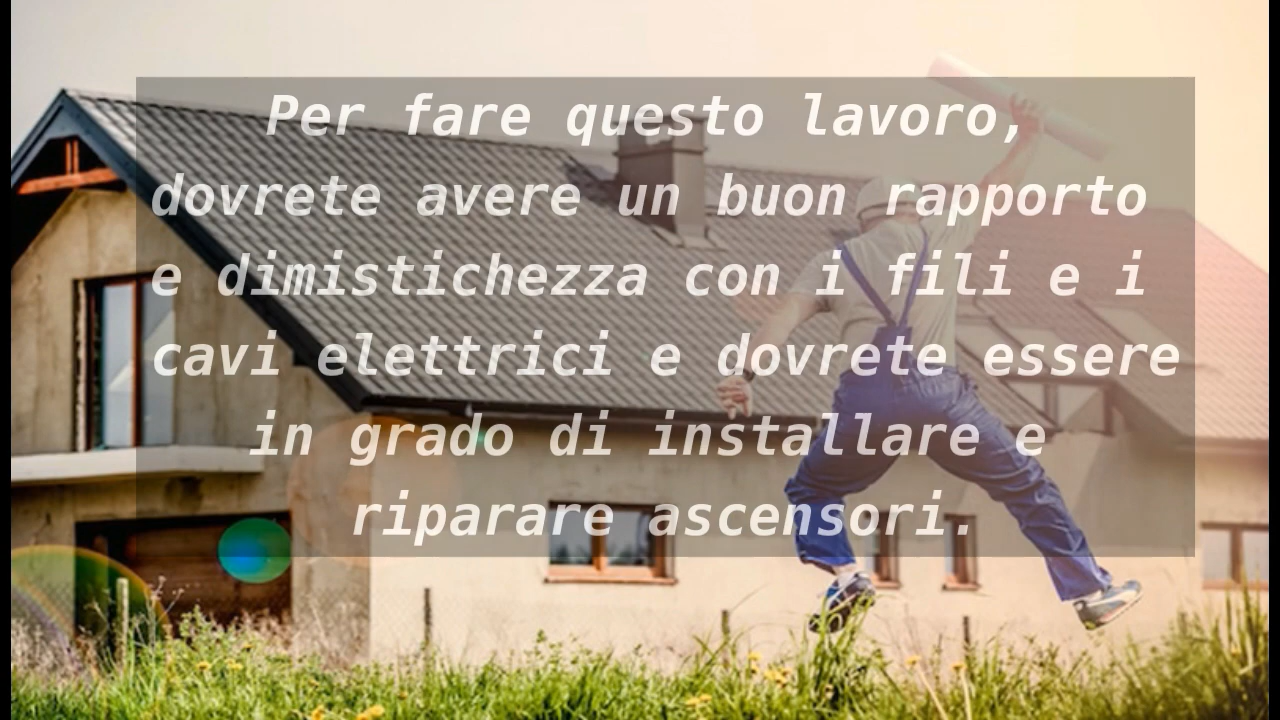 Per fare questo lavoro,
dovrete avere un buon rapporto
e dimistichezza con i fili e i
cavi elettrici e dovrete essere
in grado di installare e
riparare ascensori.